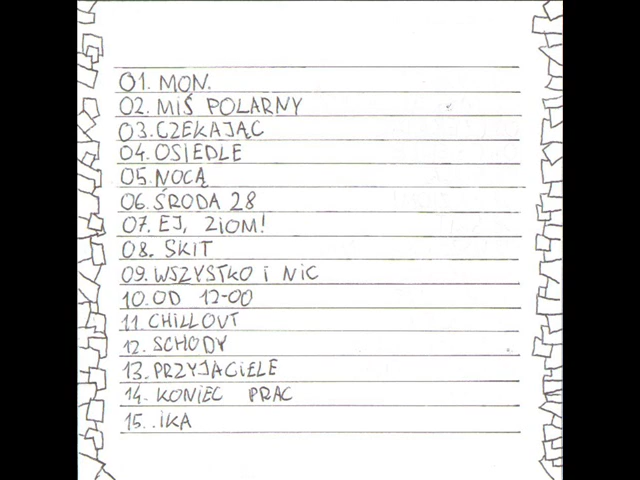 01. MON.
02. MIŚ POLARNY
03. CZEKAJĄC
04. OSIEDLE
05. NOCĄ
06. ŚRODA 28
07. EJ, ZiOM!
08. SKIT
09. WSZYSTKO i NIC
10. OD 12-00
11. CHILLOUT
12. SCHODY
13. PRZYJACIELE
14. KONIEC PRAC
15. .iKA